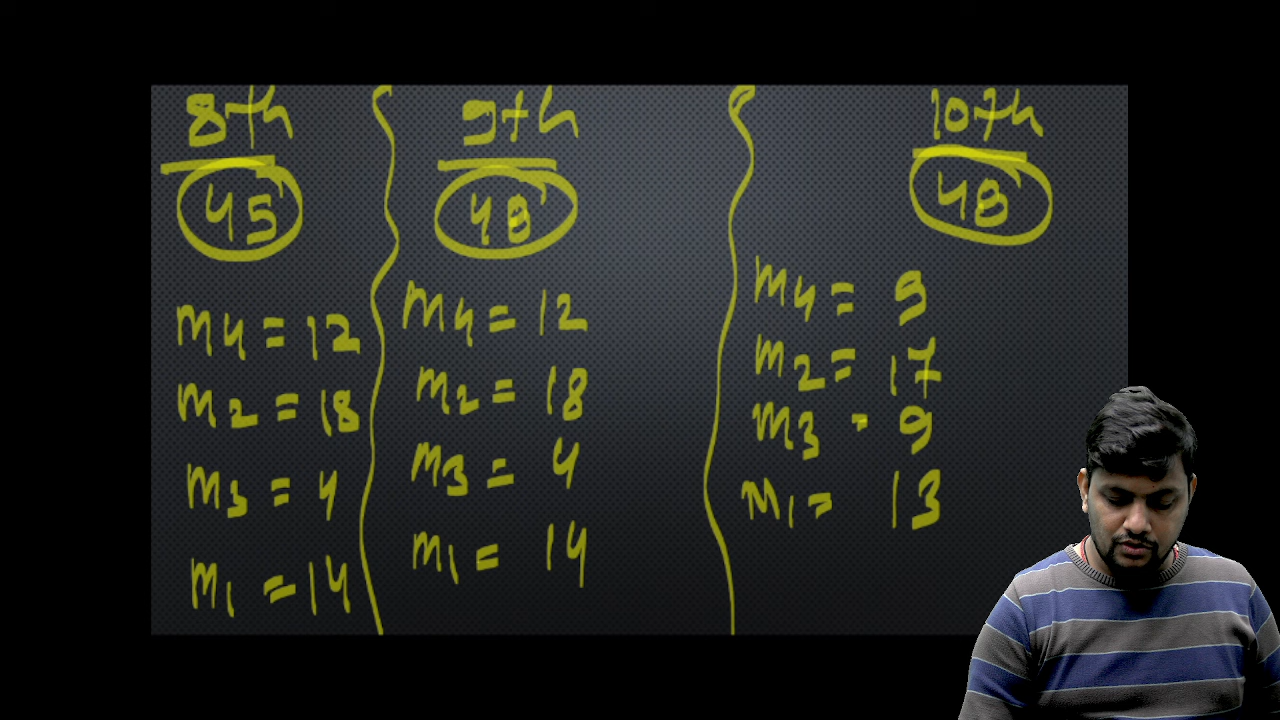 8th
45
M4 = 12
M2 = 18
M3 = 4
M1 = 14
9th
48
M4 = 12
M2 = 18
M3 = 4
M1 = 14
10th
48
M4 = 9
M2 = 17
M3 = 9
M1 = 13